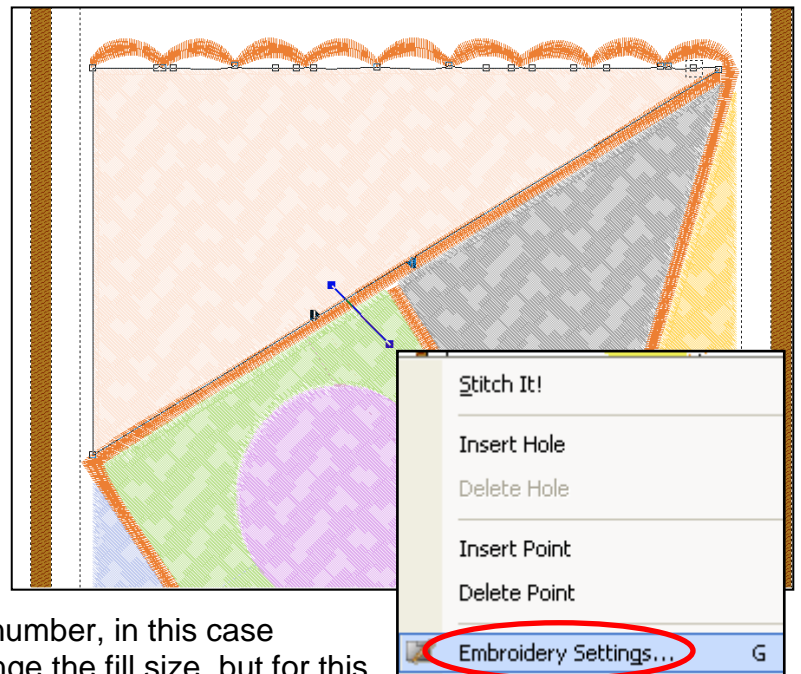 Stitch It!
Insert Hole
Delete Hole
Insert Point
Delete Point
Embroidery Settings... G
number, in this case
the fill size, but for this